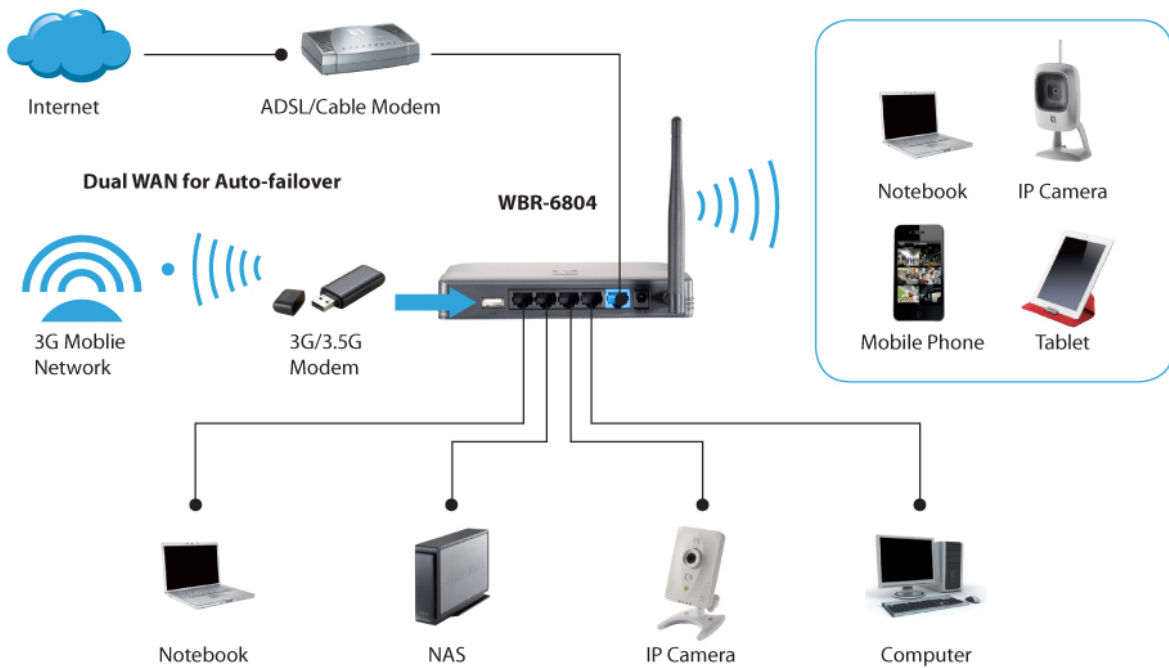 Internet
ADSL/Cable Modem
Dual WAN for Auto-failover
WBR-6804
Notebook
IP Camera
3G Moblie
Network
3G/3.5G
Modem
Mobile Phone
Tablet
Notebook
NAS
IP Camera
Computer